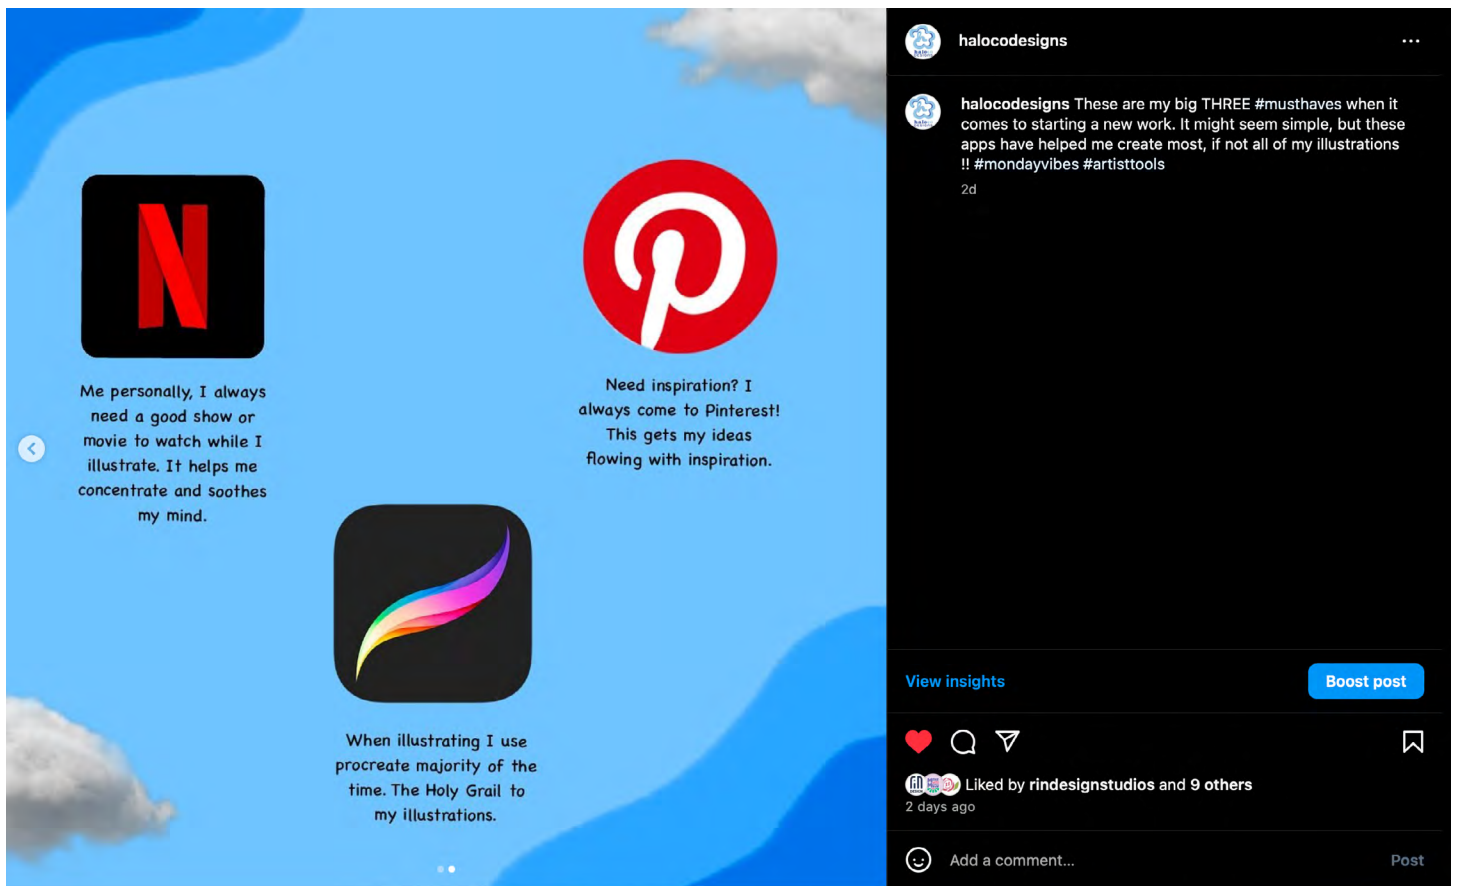 Me personally, I always
need a good show or
movie to watch while I
illustrate. It helps me
concentrate and soothes
my mind.
Need inspiration? I
always come to Pinterest!
This gets my ideas
flowing with inspiration.
When illustrating I use
procreate majority of the
time. The Holy Grail to
my illustrations.
halocodesigns
halocodesigns These are my big THREE #musthaves when it
comes to starting a new work. It might seem simple, but these
apps have helped me create most, if not all of my illustrations
!! #mondayvibes #artisttools
2d
View insights
Boost post
Liked by rindesignstudios and 9 others
2 days ago
Add a comment...
Post